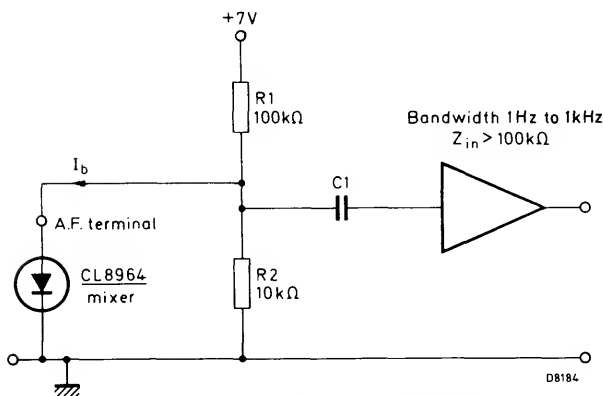 +7V
R1
100kΩ
Bandwidth 1Hz to 1kHz
Zin > 100kΩ
Ib
C1
A.F. terminal
CL8964
mixer
R2
10kΩ
D8184